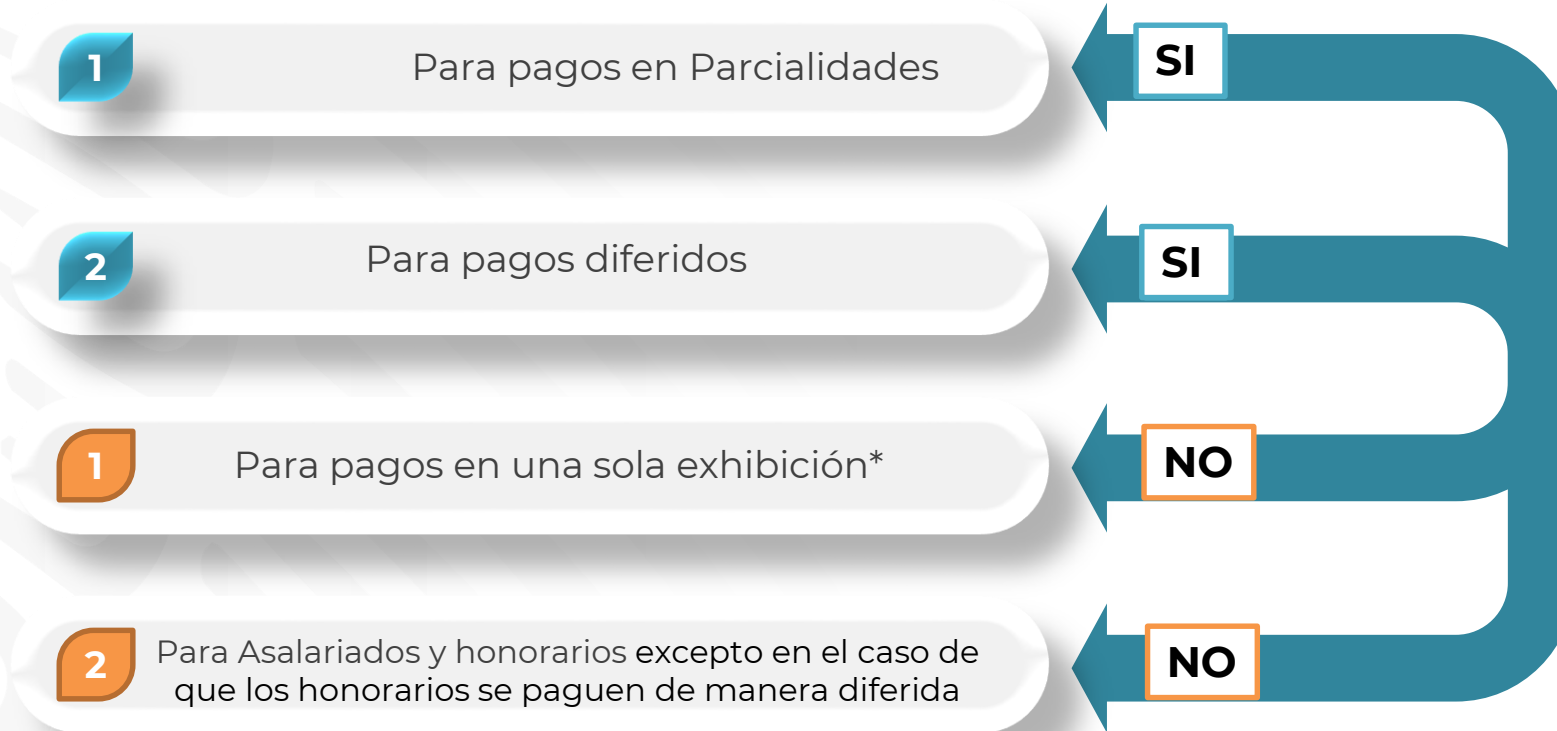 1 Para pagos en Parcialidades SI
2 Para pagos diferidos SI
1 Para pagos en una sola exhibición* NO
2 Para Asalariados y honorarios excepto en el caso de
que los honorarios se paguen de manera diferida NO